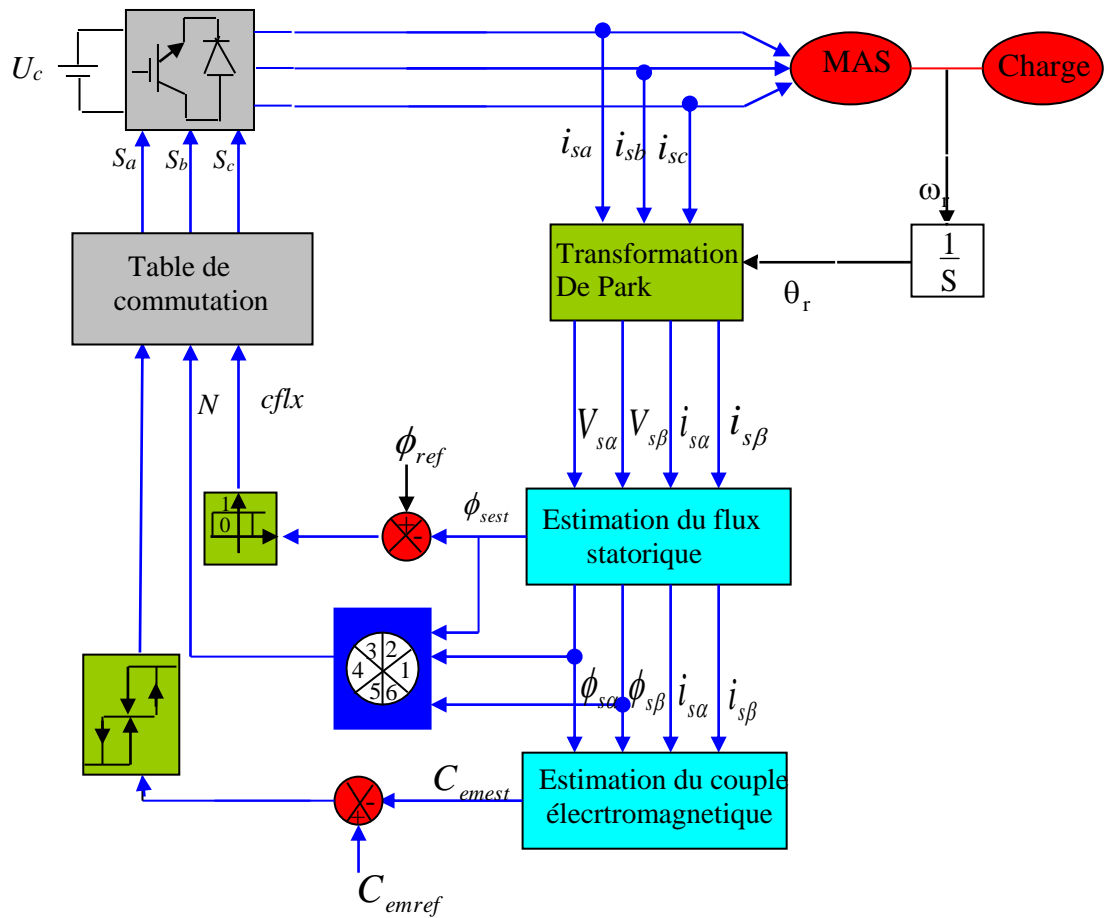 U_c
MAS
Charge
i_sa
i_sb
i_sc
S_a
S_b
S_c
ω_r
Table de
commutation
Transformation
De Park
1
S
θ_r
N
cflx
V_sα
V_sβ
i_sα
i_sβ
ϕ_ref
1
0
+
-
ϕ_sest
Estimation du flux
statorique
3
2
4
1
5
6
ϕ_sα
ϕ_sβ
i_sα
i_sβ
-
+
C_emest
Estimation du couple
élecrtromagnetique
C_emref